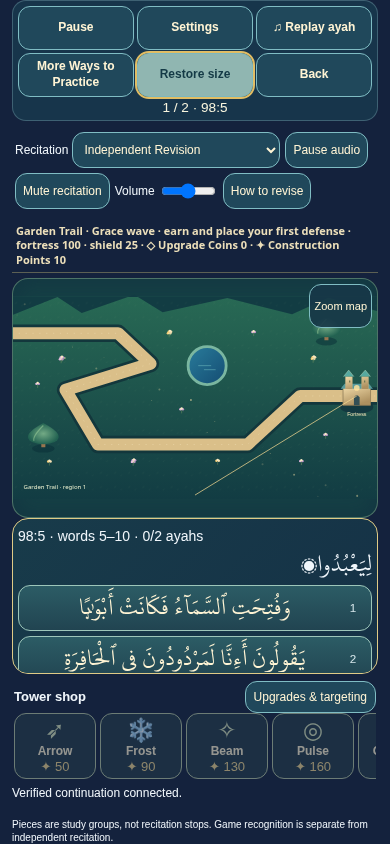 Pause
Settings
♫ Replay ayah
More Ways to Practice
Restore size
Back
1 / 2 · 98:5
Recitation
Independent Revision
Pause audio
Mute recitation
Volume
How to revise
Garden Trail · Grace wave · earn and place your first defense ·
fortress 100 · shield 25 · ◇ Upgrade Coins 0 · ✦ Construction
Points 10
Zoom map
Fortress
Garden Trail · region 1
98:5 · words 5–10 · 0/2 ayahs
لِيَعْبُدُوا۟
وَفُتِحَتِ ٱلسَّمَآءُ فَكَانَتْ أَبْوَٰبًا
1
يَقُولُونَ أَءِنَّا لَمَرْدُودُونَ فِى ٱلْحَافِرَةِ
2
Tower shop
Upgrades & targeting
Arrow
✦ 50
Frost
✦ 90
Beam
✦ 130
Pulse
✦ 160
Verified continuation connected.
Pieces are study groups, not recitation stops. Game recognition is separate from
independent recitation.